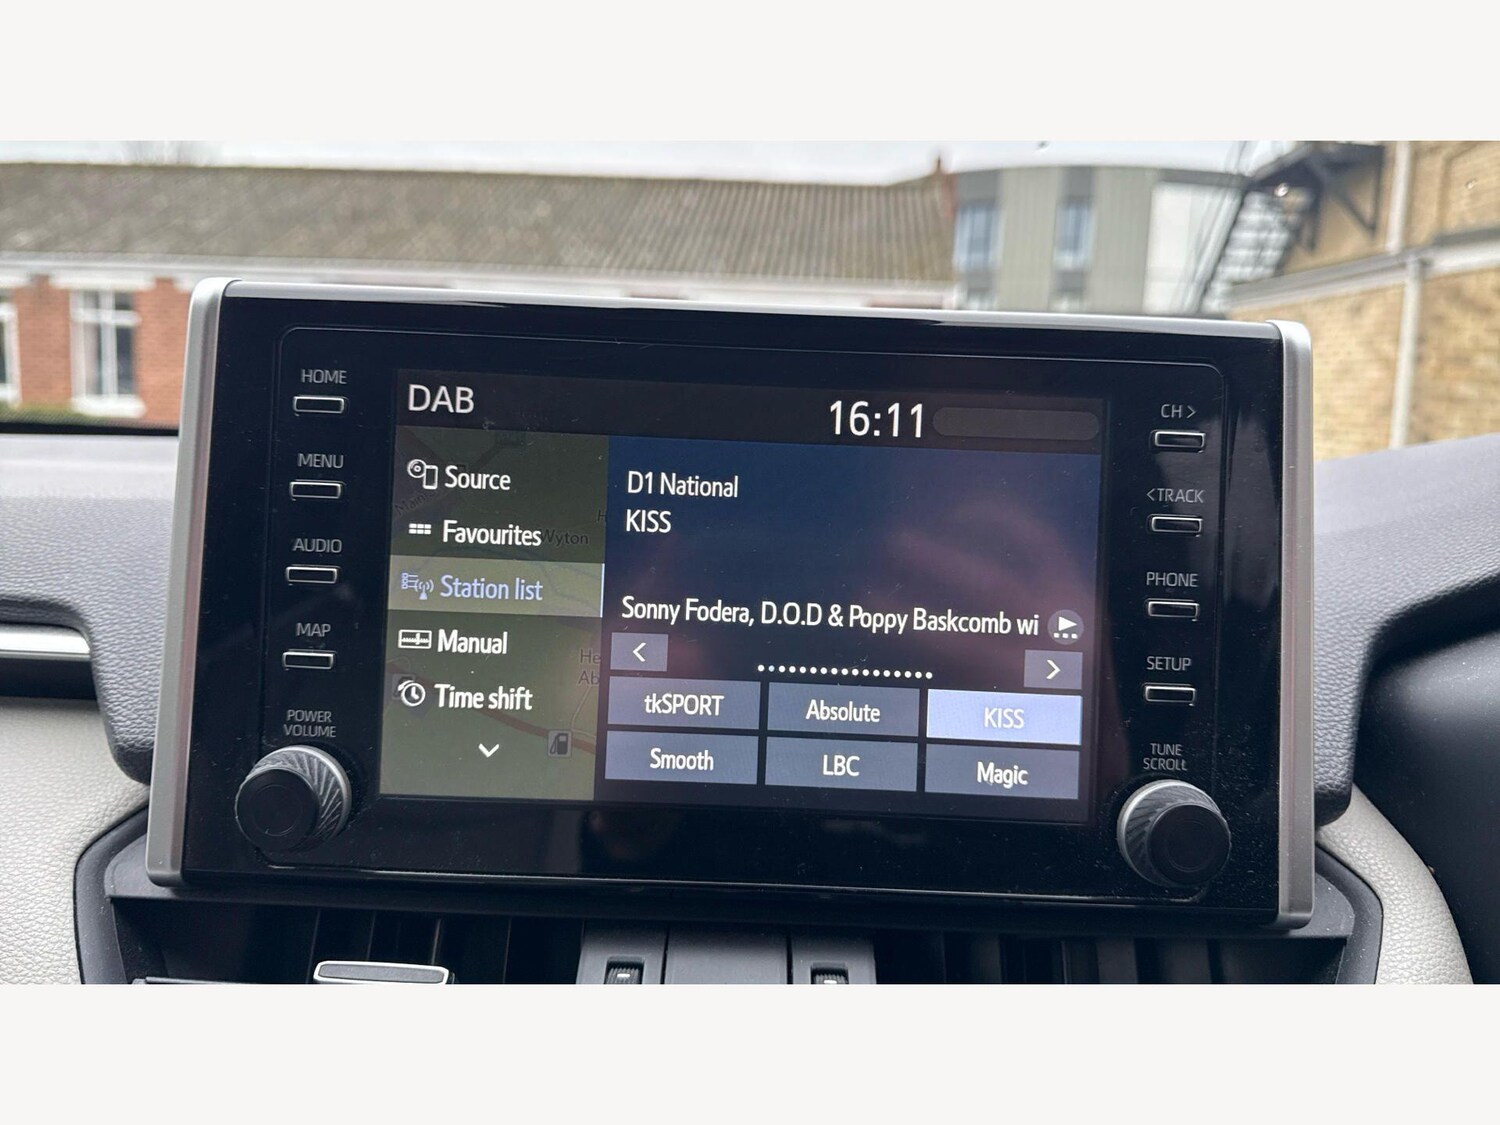 HOME
MENU
AUDIO
MAP
POWER
VOLUME
DAB
16:11
Source
Favourites
Wyton
Station list
Manual
Time shift
D1 National
KISS
Sonny Fodera, D.O.D & Poppy Baskcomb wi
<
>
tkSPORT
Absolute
KISS
Smooth
LBC
Magic
CH >
< TRACK
PHONE
SETUP
TUNE
SCROLL